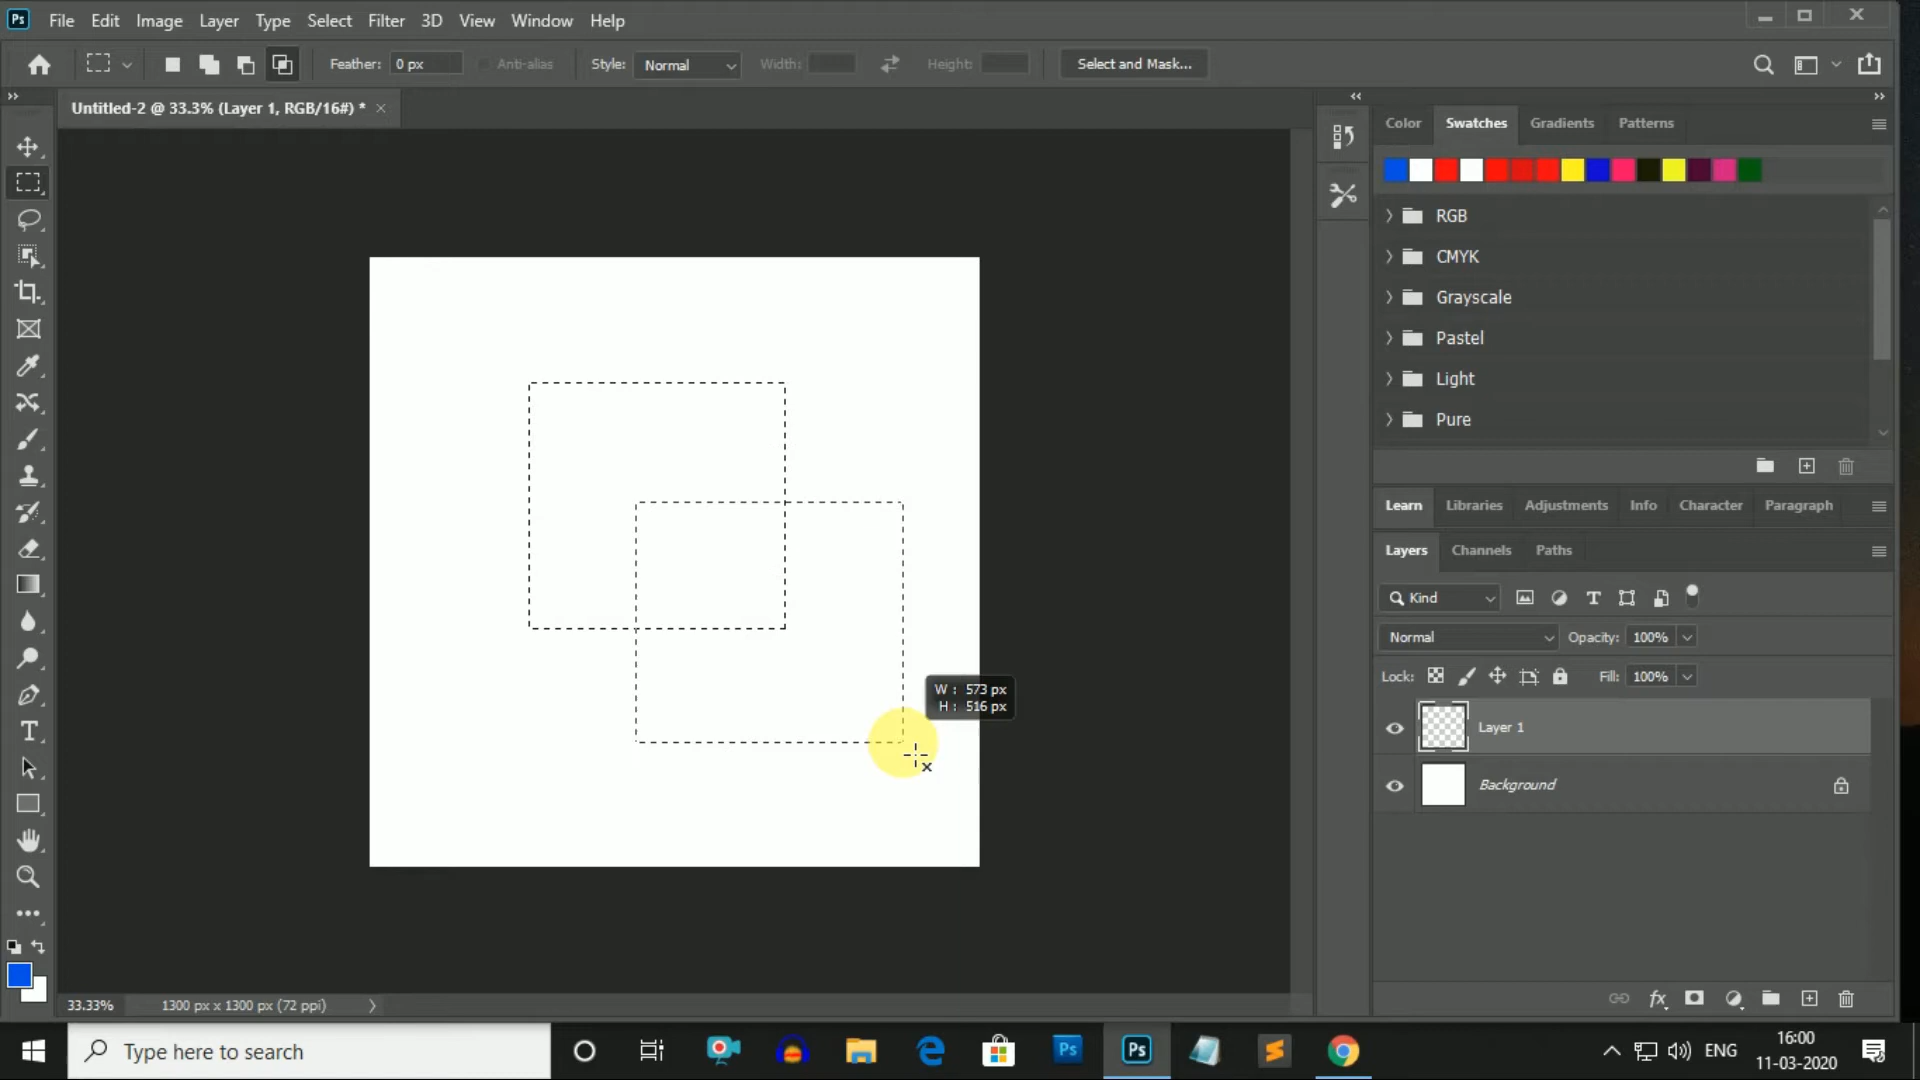 Ps File Edit Image Layer Type Select Filter 3D View Window Help
Feather: 0 px Anti-alias Style: Normal Width: Height: Select and Mask...
Untitled-2 @ 33.3% (Layer 1, RGB/16#) * ×
Color Swatches Gradients Patterns
RGB
CMYK
Grayscale
Pastel
Light
Pure
Learn Libraries Adjustments Info Character Paragraph
Layers Channels Paths
Kind
Normal Opacity: 100%
Lock: Fill: 100%
W : 573 px
H : 516 px
Layer 1
Background
33.33% 1300 px x 1300 px (72 ppi)
Type here to search
Ps
Ps
ENG
16:00
11-03-2020